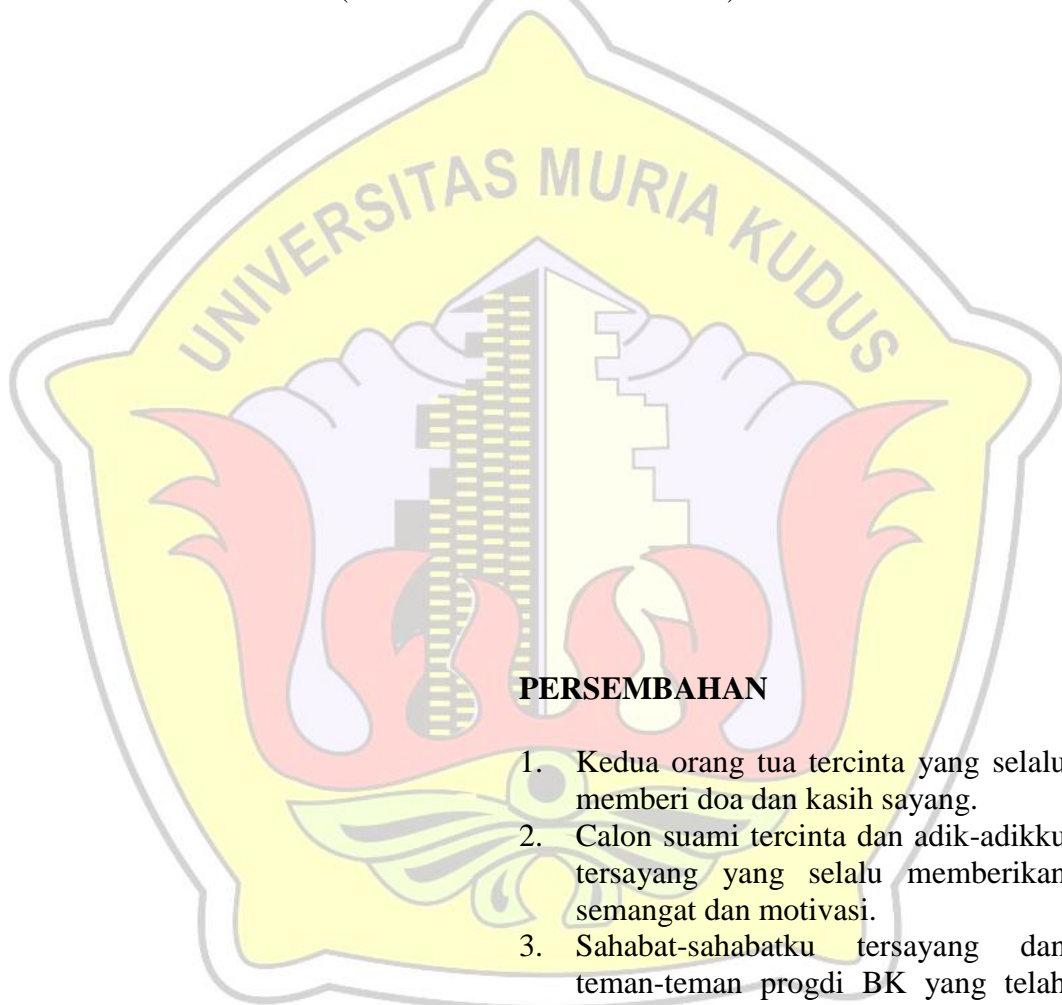 UNIVERSITAS MURIA KUDUS
PERSEMBAHAN
1. Kedua orang tua tercinta yang selalu
memberi doa dan kasih sayang.
2. Calon suami tercinta dan adik-adikku
tersayang yang selalu memberikan
semangat dan motivasi.
3. Sahabat-sahabatku tersayang dan
teman-teman progdi BK yang telah